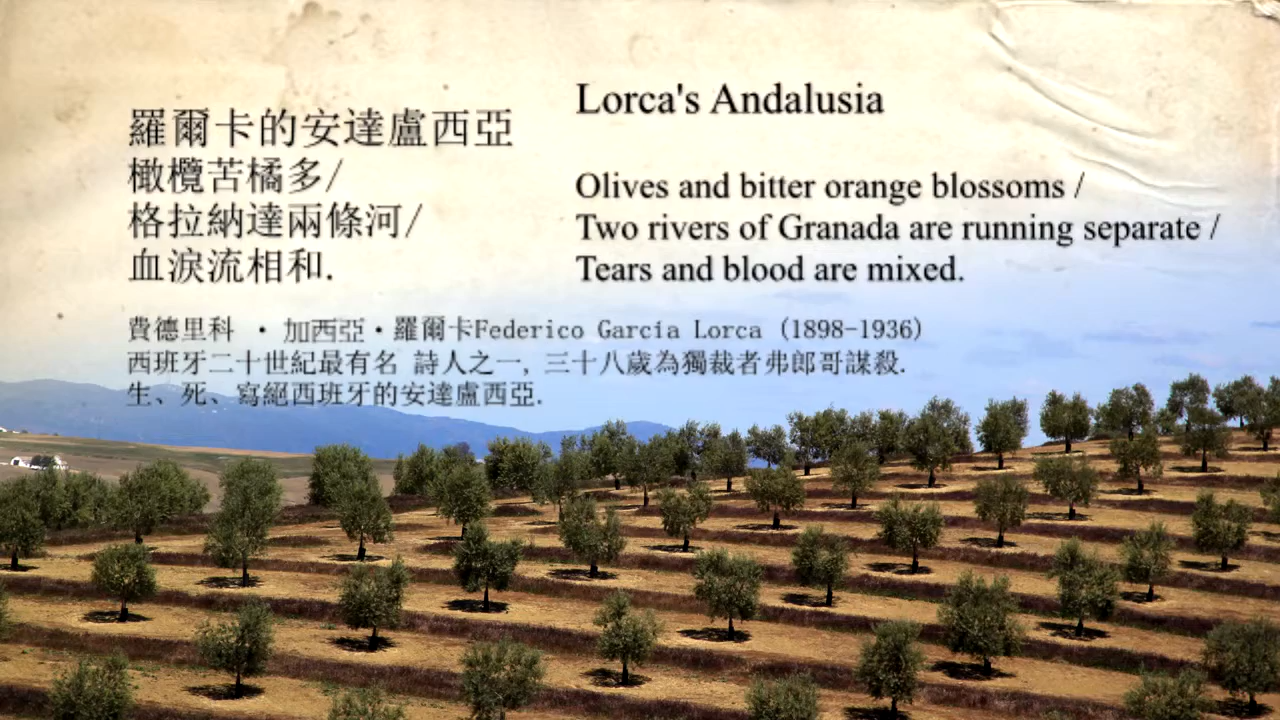 羅爾卡的安達盧西亞
橄欖苦橘多/
格拉納達兩條河/
血淚流相和.
Lorca's Andalusia
Olives and bitter orange blossoms /
Two rivers of Granada are running separate /
Tears and blood are mixed.
費德里科 · 加西亞·羅爾卡Federico García Lorca (1898-1936)
西班牙二十世紀最有名 詩人之一, 三十八歲為獨裁者弗郎哥謀殺.
生、死、寫絕西班牙的安達盧西亞.